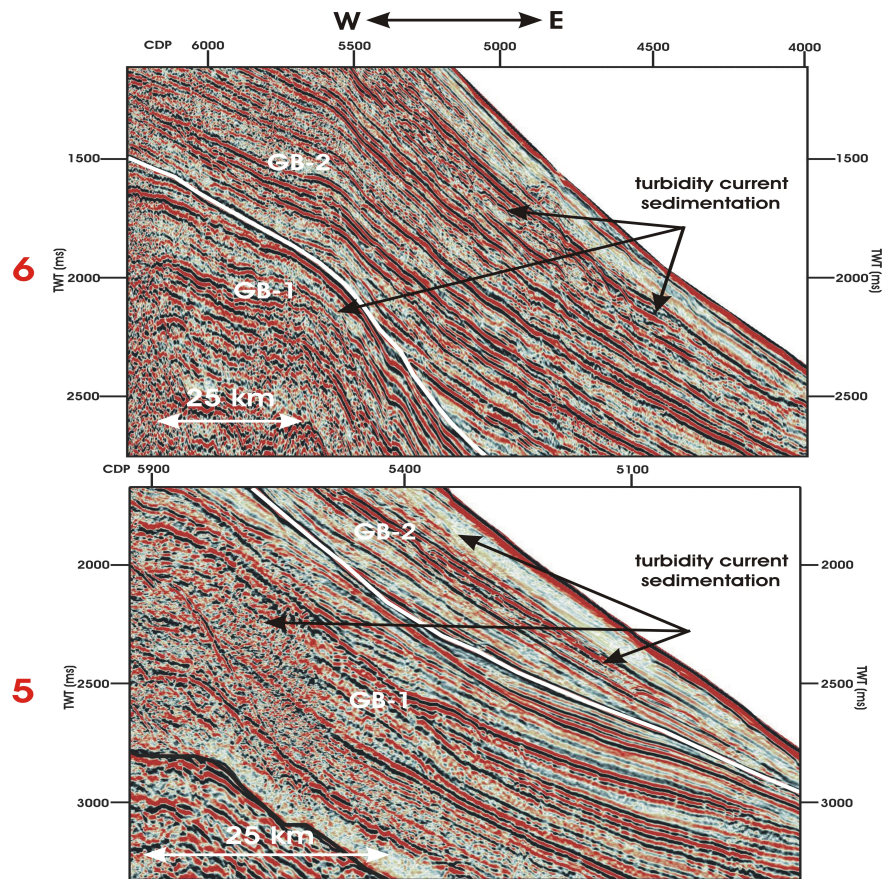 W E
CDP 6000 5500 5000 4500 4000
1500 1500
GB-2
turbidity current
sedimentation
6
TWT (ms) TWT (ms)
2000 2000
GB-1
2500 2500
25 km
CDP 5900 5400 5100
GB-2
2000 2000
turbidity current
sedimentation
5
TWT (ms) TWT (ms)
2500 2500
GB-1
3000 3000
25 km